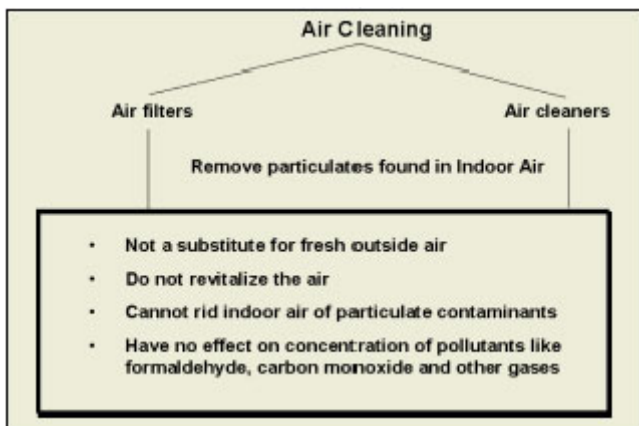 Air Cleaning
Air filters
Air cleaners
Remove particulates found in Indoor Air
• Not a substitute for fresh outside air
• Do not revitalize the air
• Cannot rid indoor air of particulate contaminants
• Have no effect on concentration of pollutants like
formaldehyde, carbon monoxide and other gases